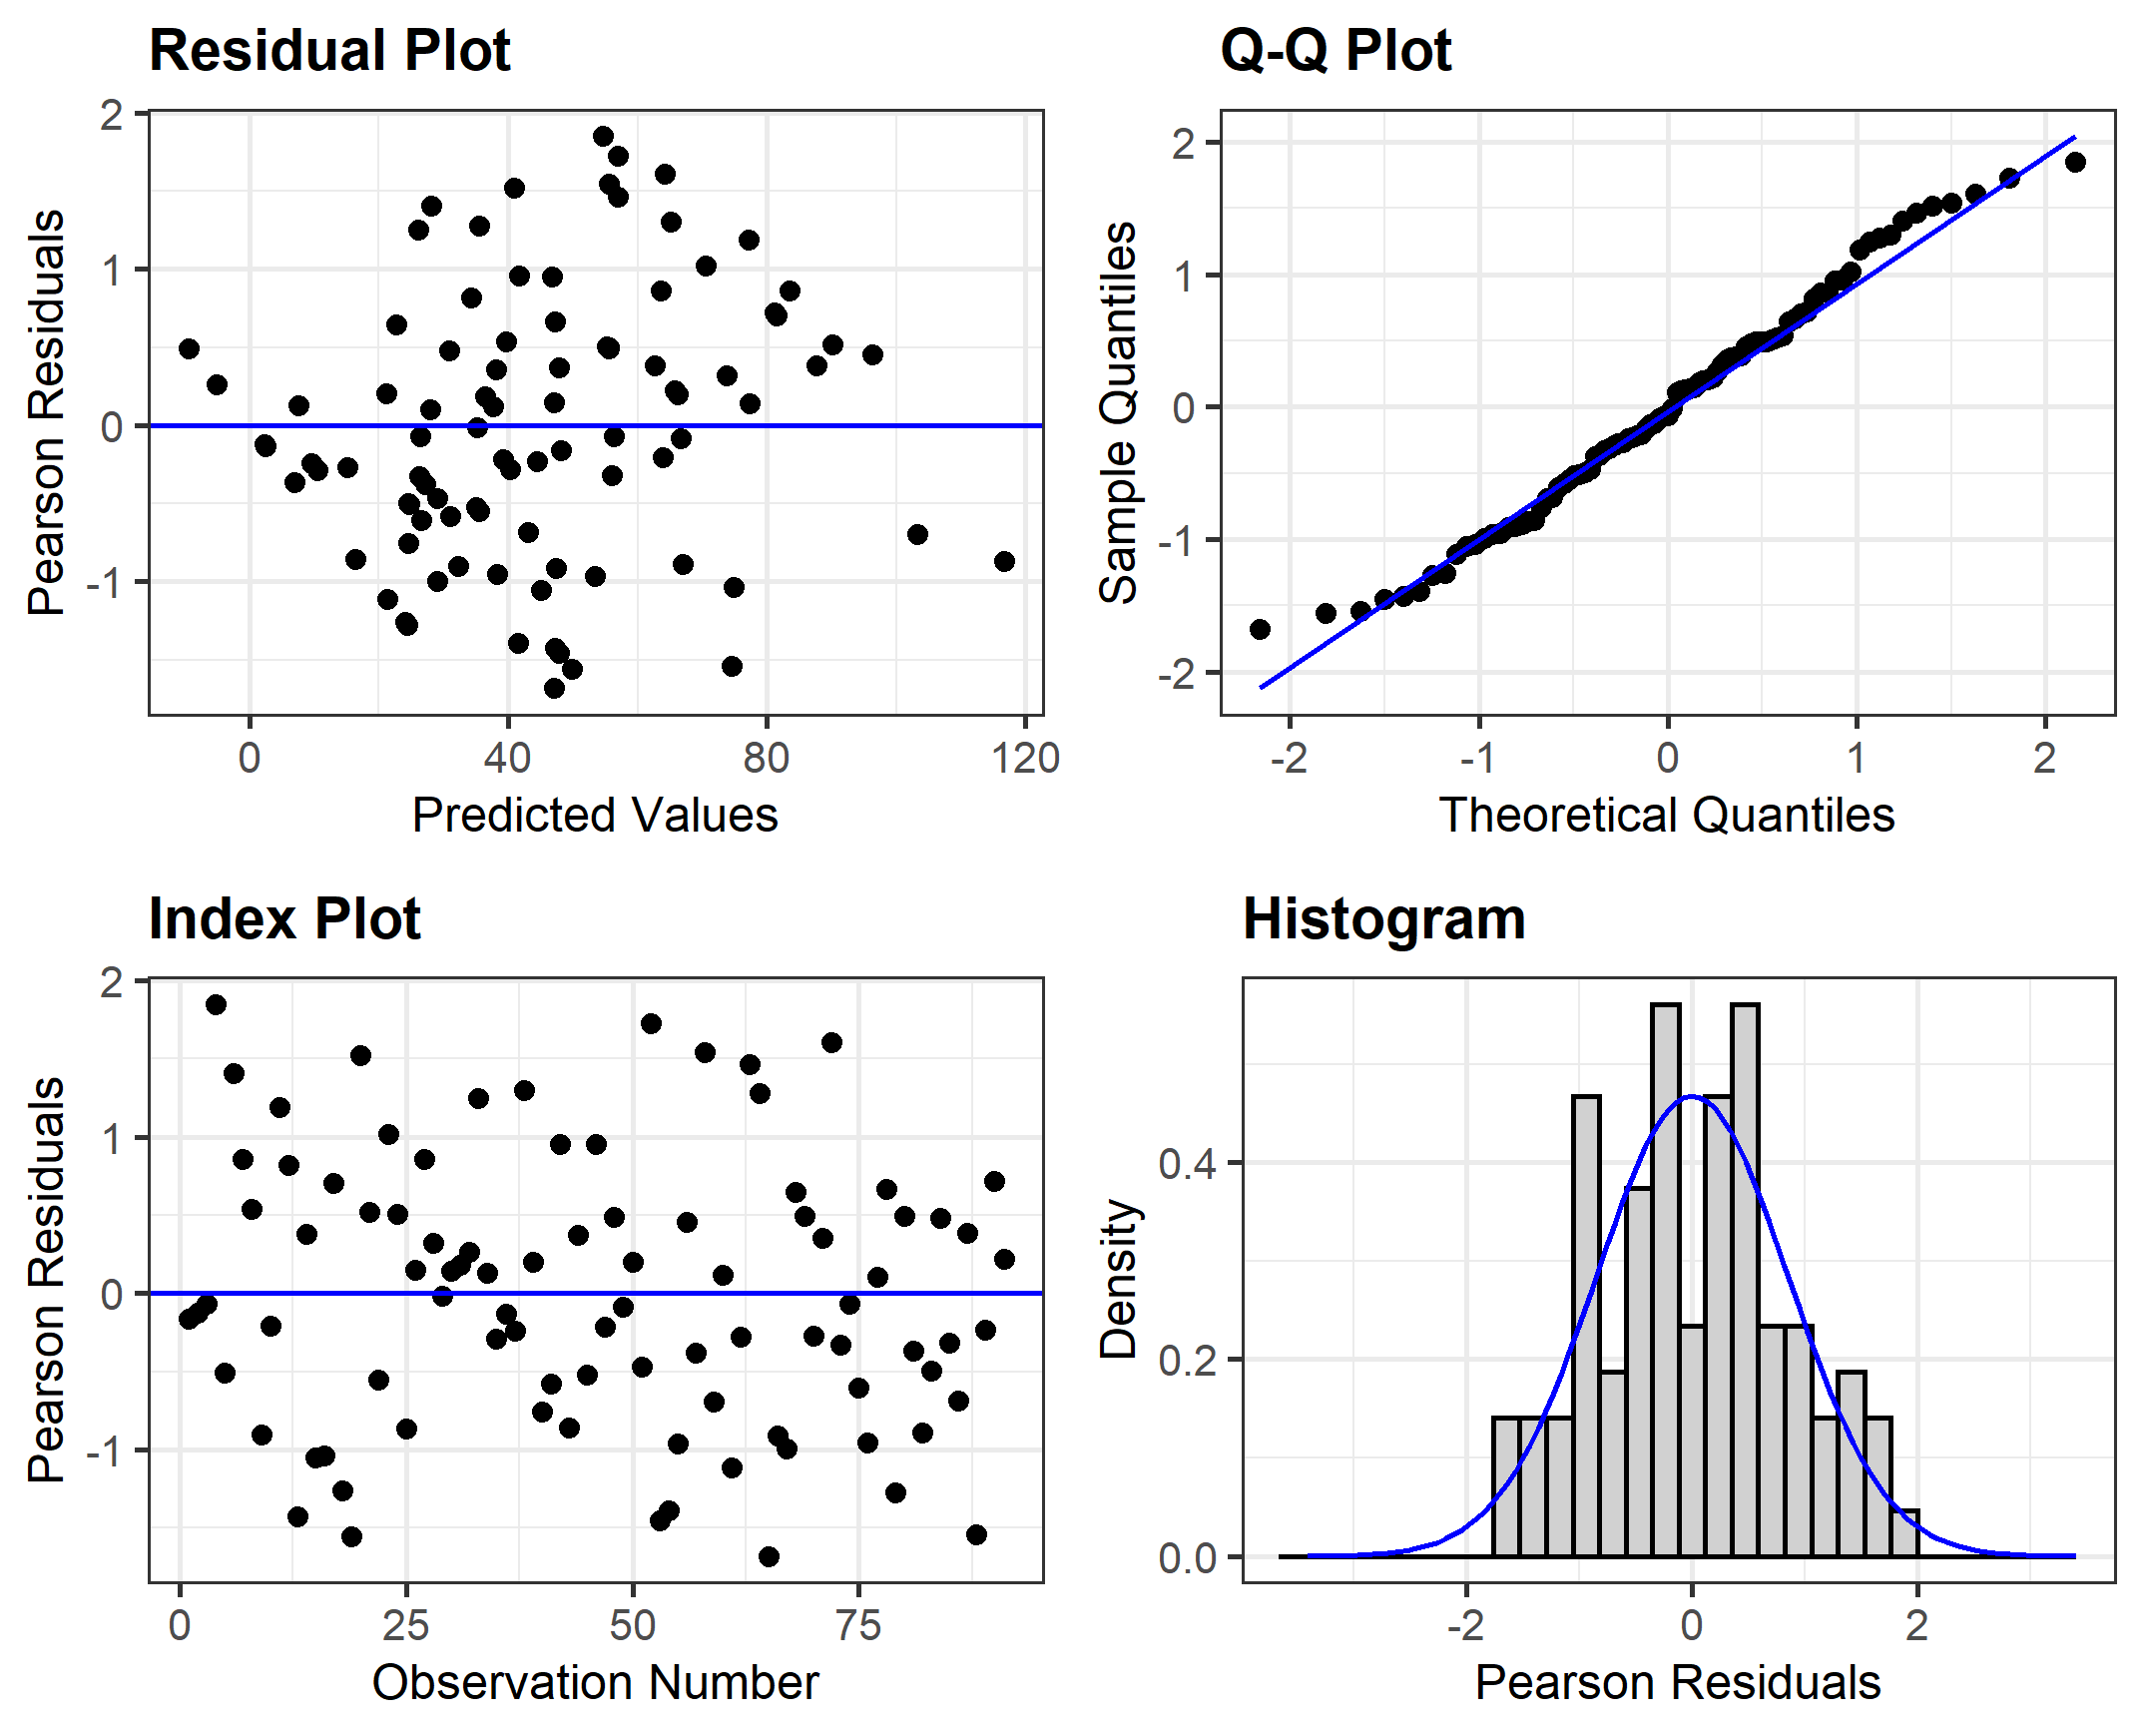 Residual Plot
2
1
0
-1
Pearson Residuals
0 40 80 120
Predicted Values
Q-Q Plot
2
1
0
-1
-2
Sample Quantiles
-2 -1 0 1 2
Theoretical Quantiles
Index Plot
2
1
0
-1
Pearson Residuals
0 25 50 75
Observation Number
Histogram
0.4
0.2
0.0
Density
-2 0 2
Pearson Residuals